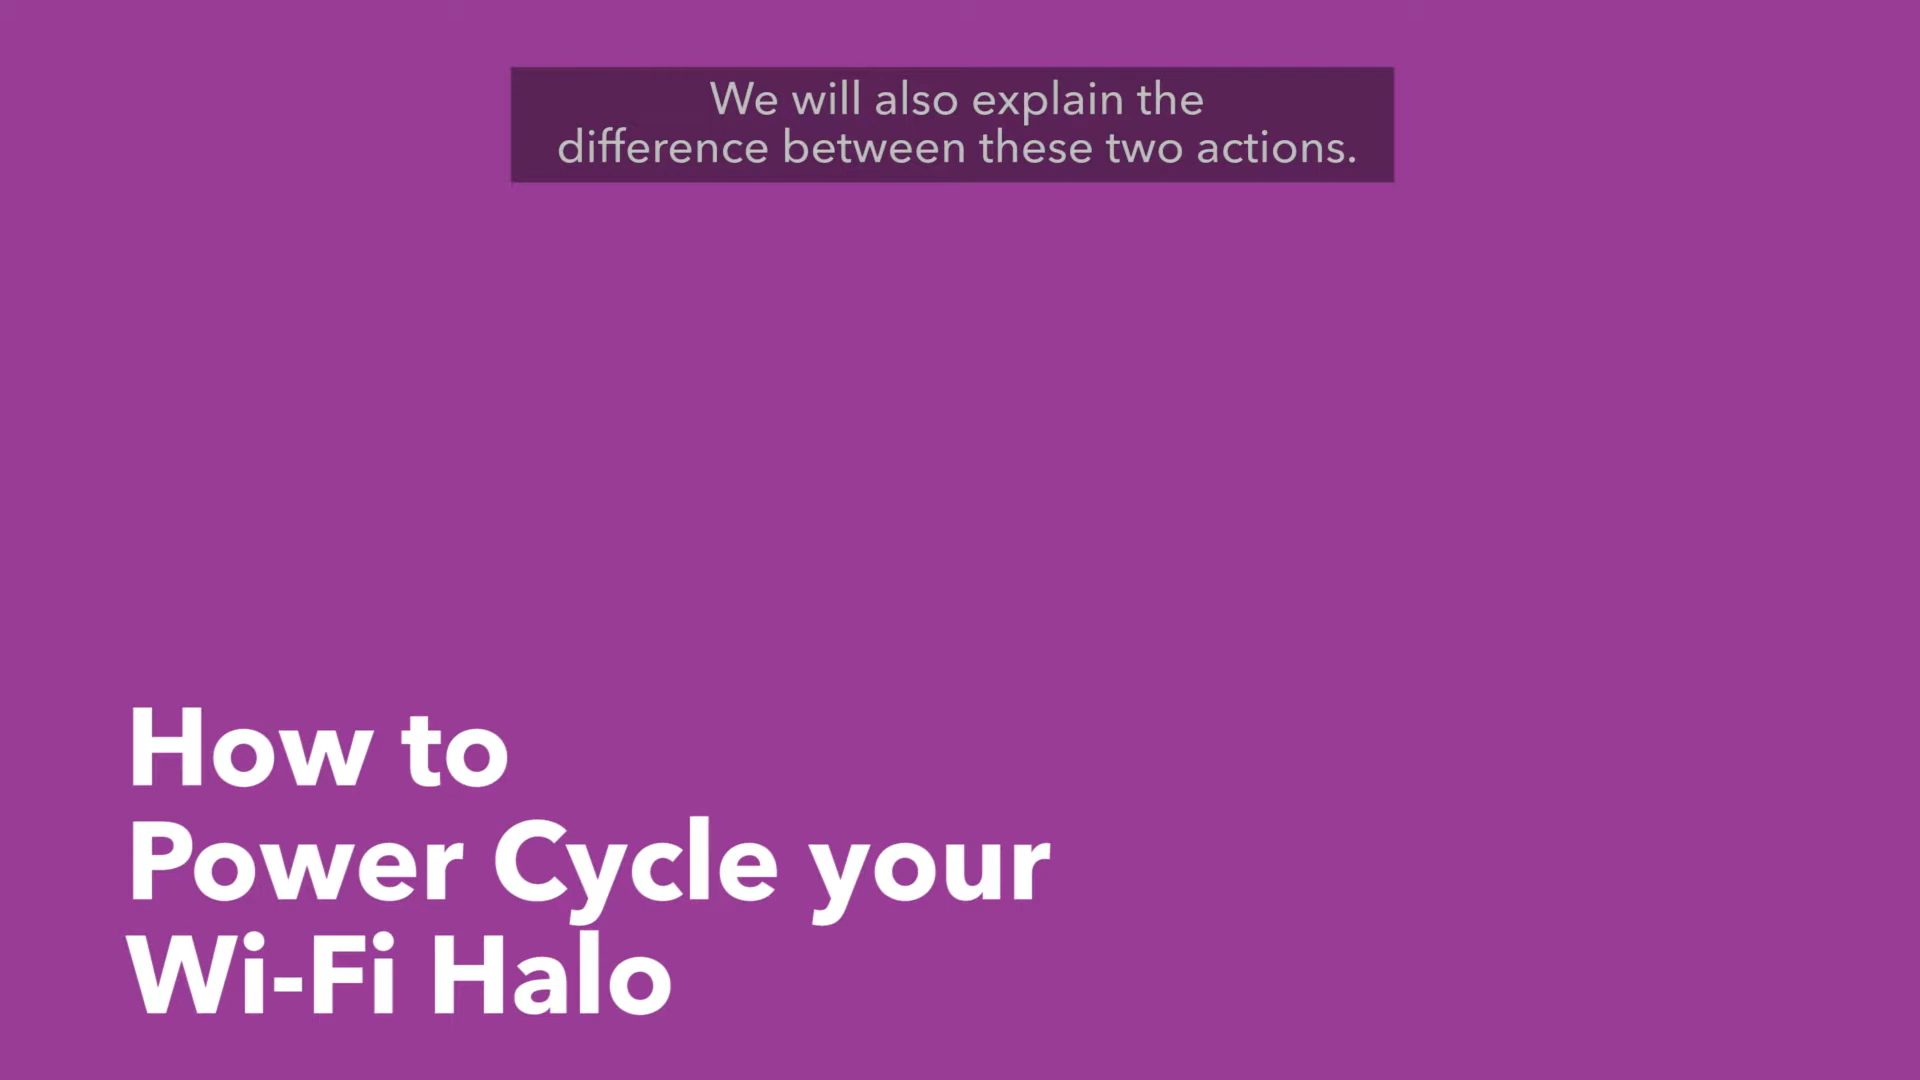 We will also explain the
difference between these two actions.
How to
Power Cycle your
Wi-Fi Halo